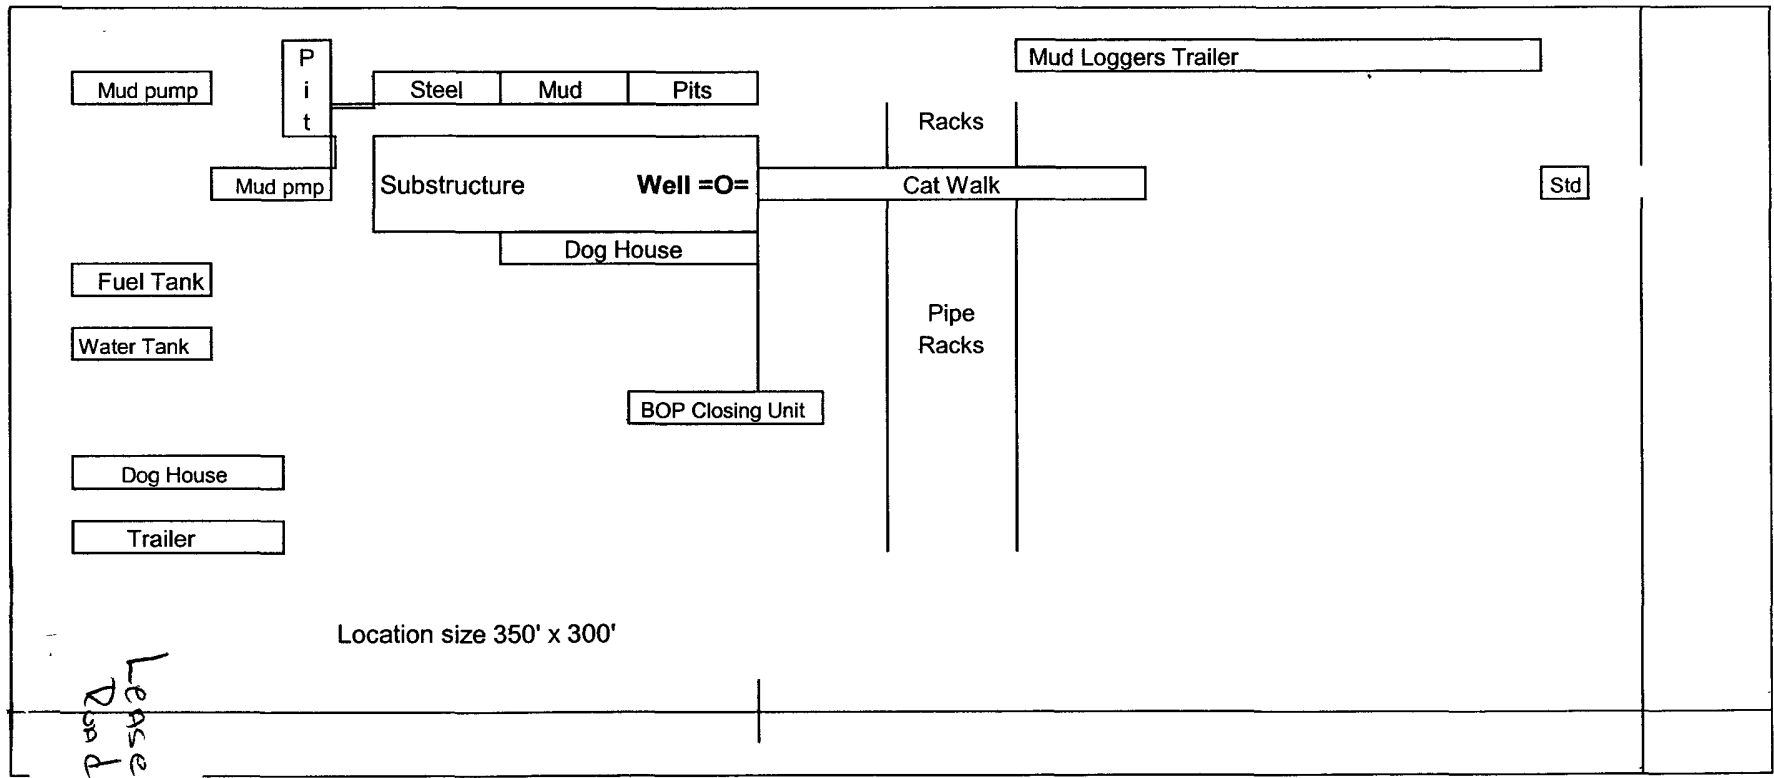 Mud Loggers Trailer
Pit
Mud pump
Steel Mud Pits
Racks
Mud pmp
Substructure Well =O=
Cat Walk
Std
Dog House
Fuel Tank
Pipe
Racks
Water Tank
BOP Closing Unit
Dog House
Trailer
Location size 350' x 300'
Lease
Road